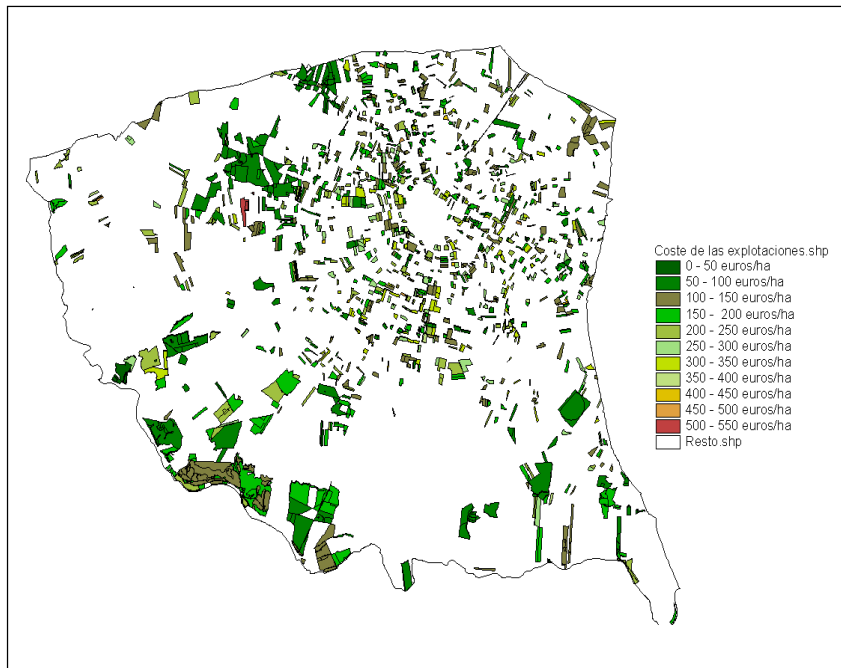 Coste de las explotaciones.shp
0 - 50 euros/ha
50 - 100 euros/ha
100 - 150 euros/ha
150 - 200 euros/ha
200 - 250 euros/ha
250 - 300 euros/ha
300 - 350 euros/ha
350 - 400 euros/ha
400 - 450 euros/ha
450 - 500 euros/ha
500 - 550 euros/ha
Resto.shp